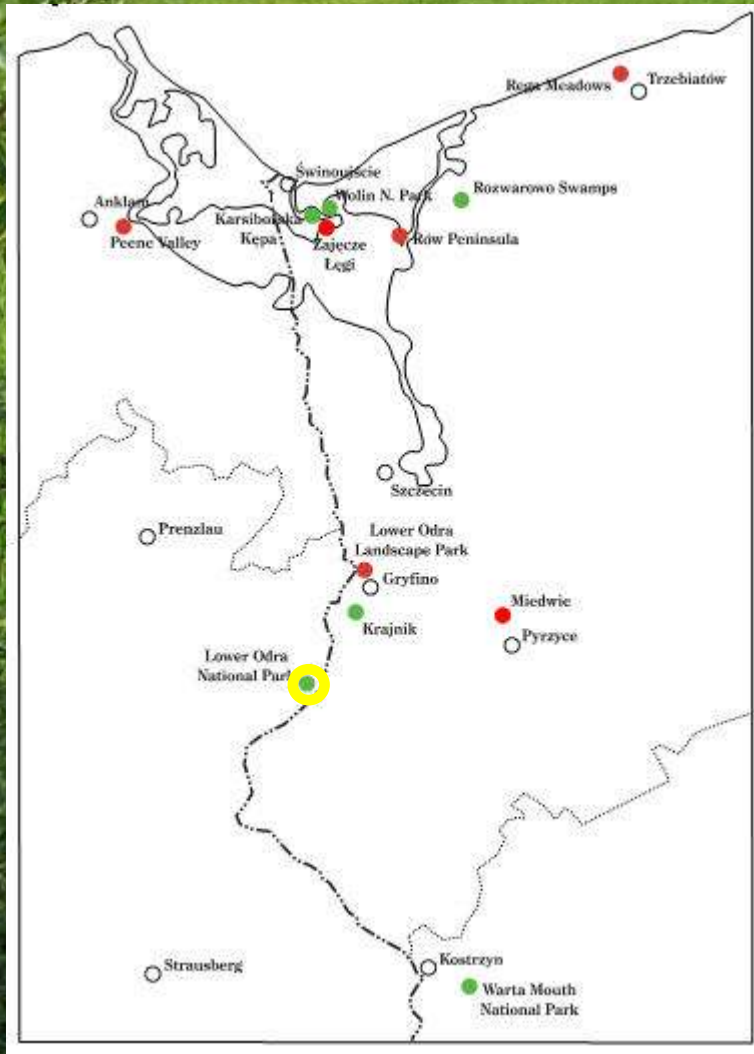 Rega Meadows
Trzebiatów
Świnoujście
Wolin N. Park
Rozwarowo Swamps
Anklam
Peene Valley
Karsiborska
Kępa
Zajęcze
Łęgi
Rów Peninsula
Szczecin
Prenzlau
Lower Odra
Landscape Park
Gryfino
Krajnik
Miedwie
Pyrzyce
Lower Odra
National Park
Strausberg
Kostrzyn
Warta Mouth
National Park